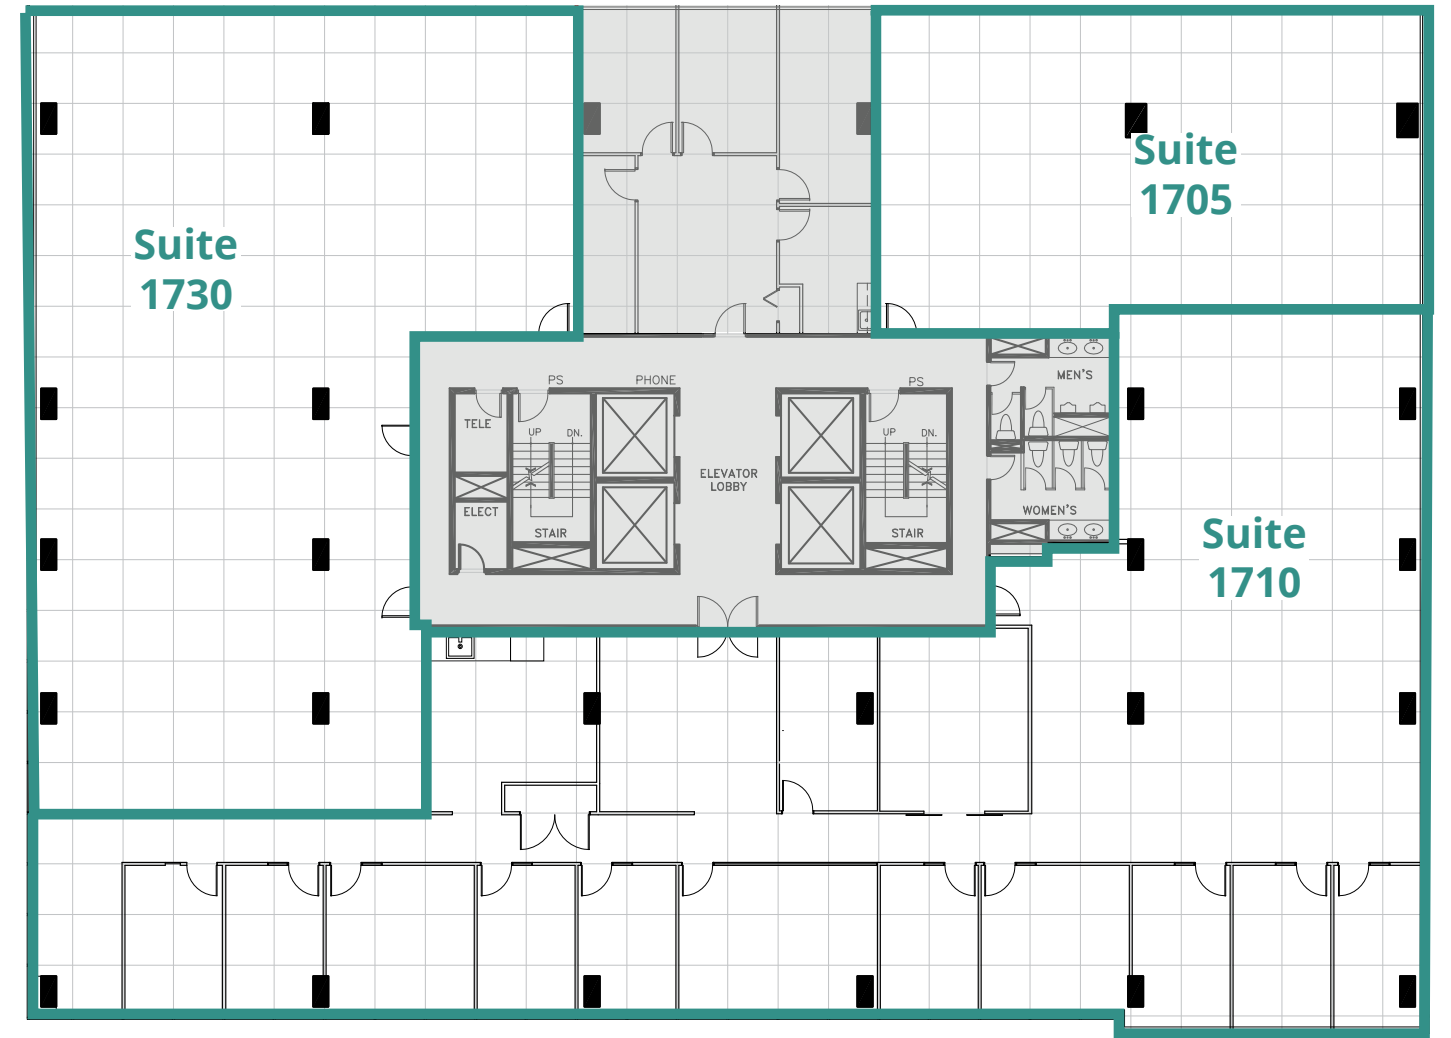 Suite
1705
Suite
1730
PS
PHONE
PS
MEN'S
TELE
UP
DN.
UP
DN.
ELEVATOR
LOBBY
ELECT
WOMEN'S
STAIR
STAIR
Suite
1710